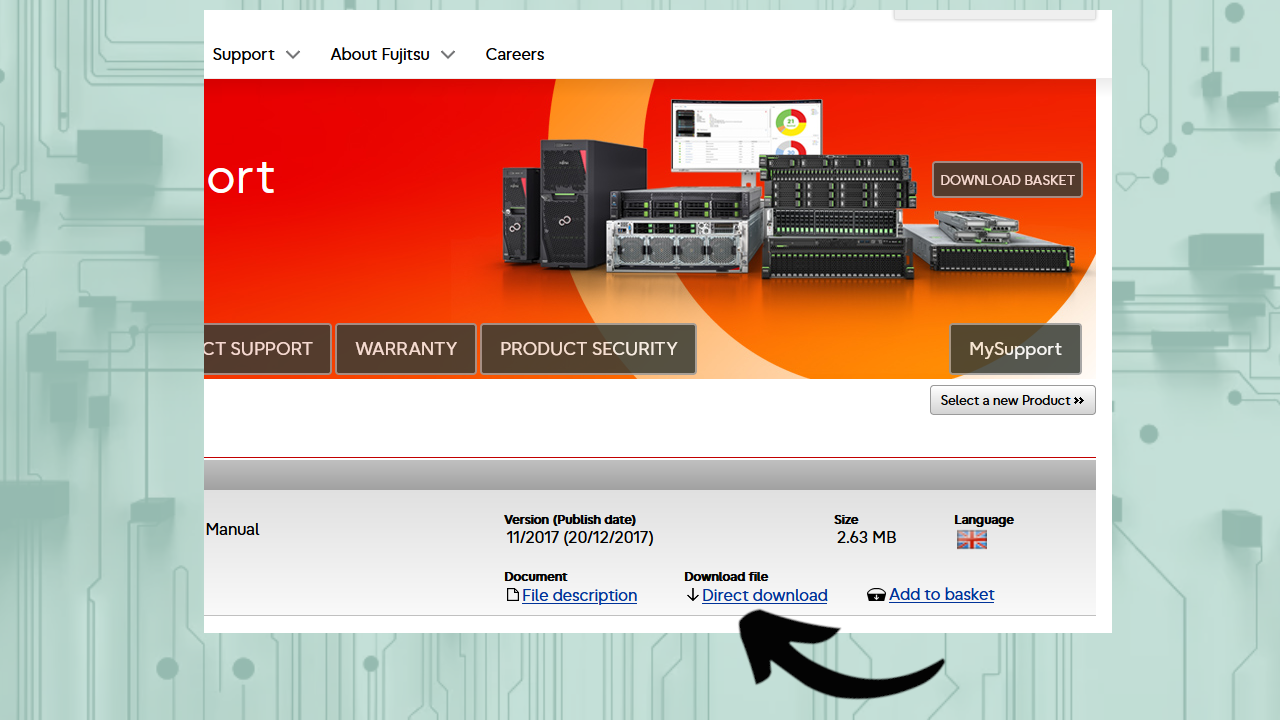 Support About Fujitsu Careers
ort
DOWNLOAD BASKET
CT SUPPORT WARRANTY PRODUCT SECURITY MySupport
Select a new Product
Manual
Version (Publish date) Size Language
11/2017 (20/12/2017) 2.63 MB
Document Download file
File description Direct download Add to basket